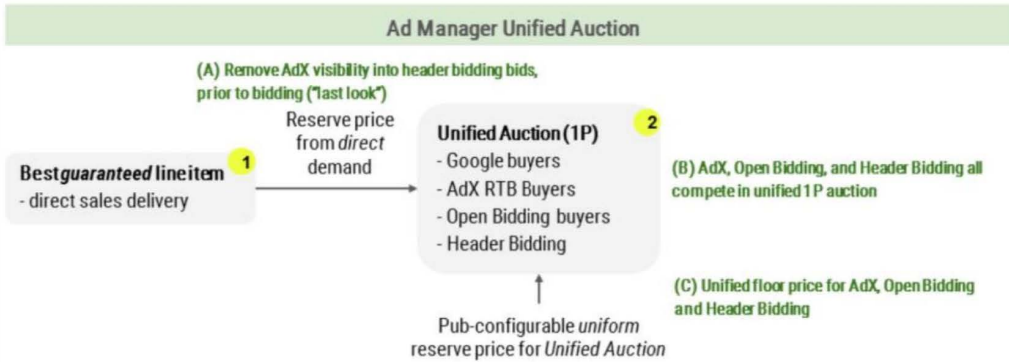 Ad Manager Unified Auction
(A) Remove AdX visibility into header bidding bids,
prior to bidding ("last look")
Reserve price
from direct
demand
1
Best guaranteed line item
- direct sales delivery
2
Unified Auction (1P)
- Google buyers
- AdX RTB Buyers
- Open Bidding buyers
- Header Bidding
(B) AdX, Open Bidding, and Header Bidding all
compete in unified 1P auction
(C) Unified floor price for AdX, Open Bidding
and Header Bidding
Pub-configurable uniform
reserve price for Unified Auction